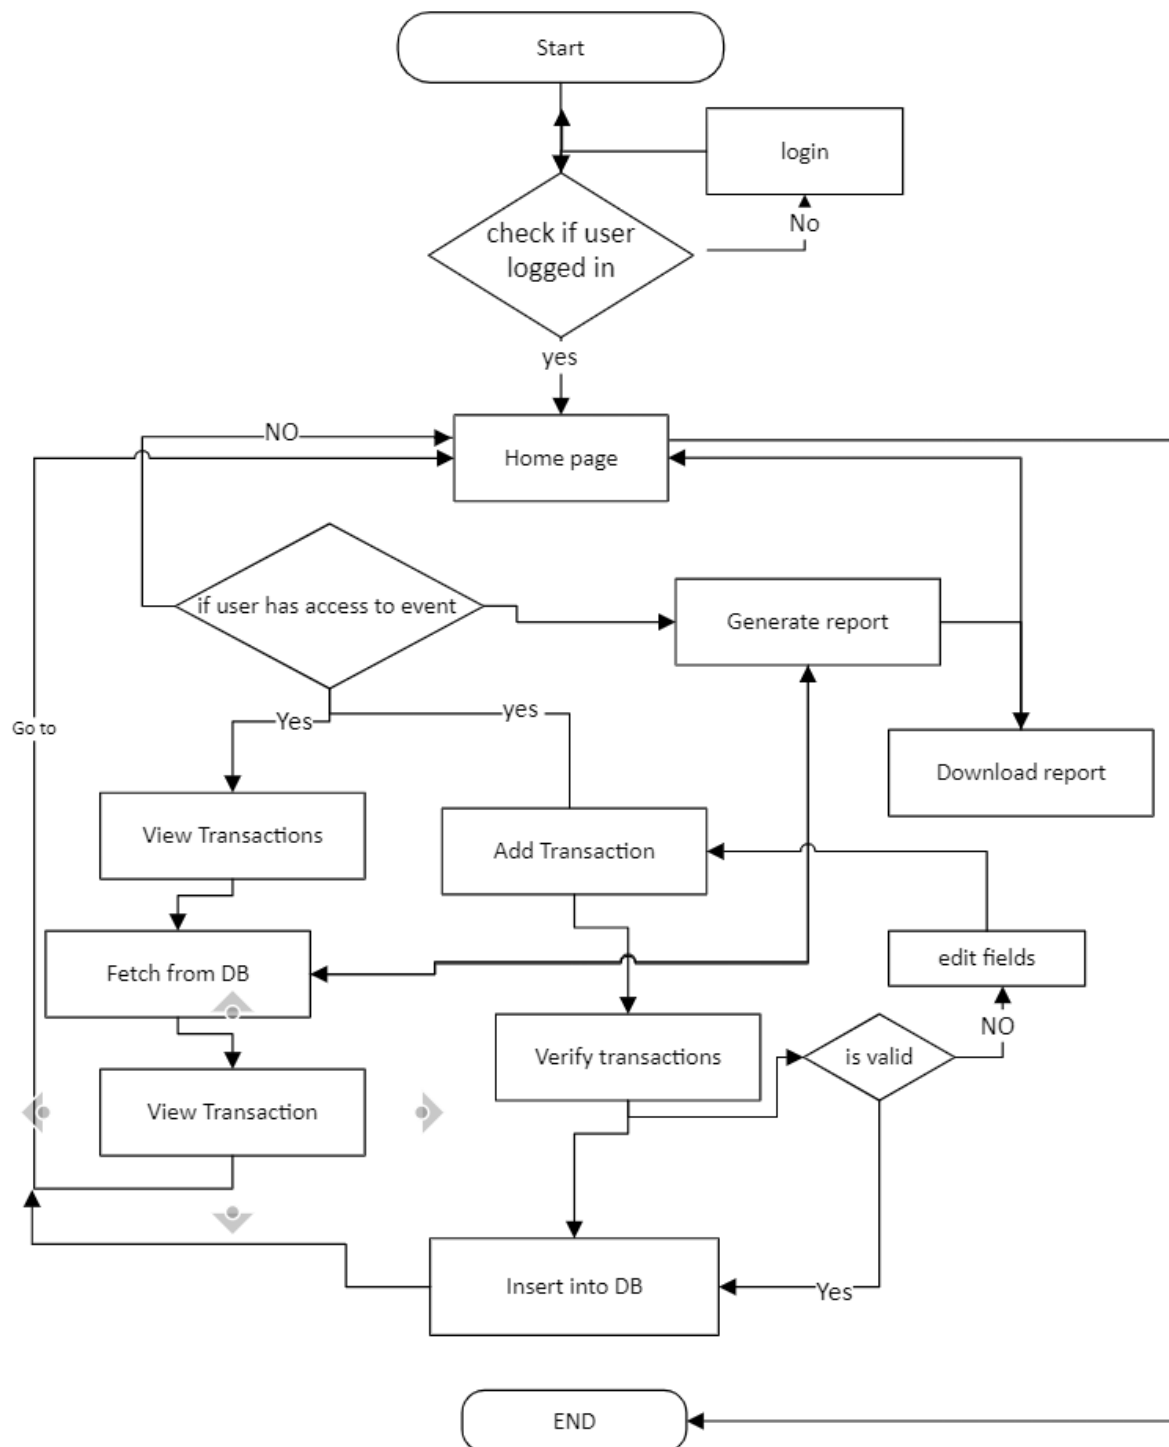 Start
login
No
check if user
logged in
yes
NO
Home page
if user has access to event
Generate report
Go to
Yes
yes
Download report
View Transactions
Add Transaction
Fetch from DB
edit fields
NO
Verify transactions
is valid
View Transaction
Insert into DB
Yes
END